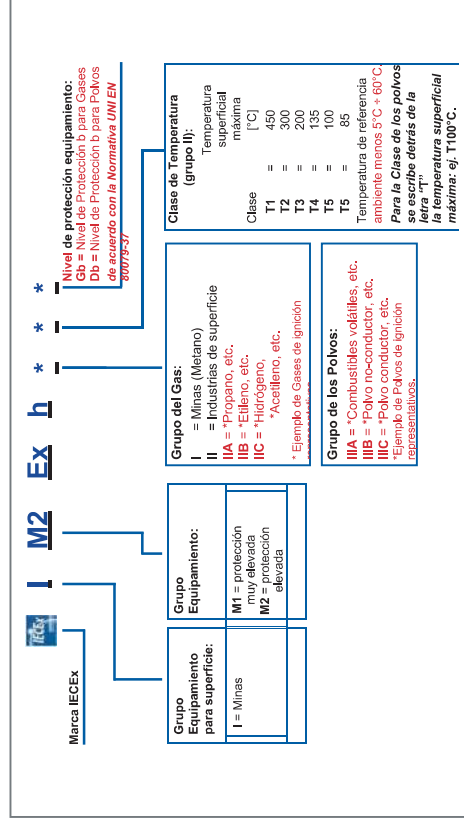 IECEx I M2 Ex h * * *
Marca IECEx
Nivel de protección equipamiento:
Gb = Nivel de Protección b para Gases
Db = Nivel de Protección b para Polvos
de acuerdo con la Normativa UNI EN
80079-37
Grupo
Equipamiento
para superficie:
I = Minas
Grupo
Equipamiento:
M1 = protección
muy elevada
M2 = protección
elevada
Grupo del Gas:
I = Minas (Metano)
II = Industrias de superficie
IIA = *Propano, etc.
IIB = *Etileno, etc.
IIC = *Hidrógeno,
*Acetileno, etc.
* Ejemplo de Gases de ignición
Grupo de los Polvos:
IIIA = *Combustibles volátiles, etc.
IIIB = *Polvo no-conductor, etc.
IIIC = *Polvo conductor, etc.
*Ejemplo de Polvos de ignición
representativos.
Clase de Temperatura
(grupo II):
Temperatura
superficial
máxima
Clase [°C]
T1 = 450
T2 = 300
T3 = 200
T4 = 135
T5 = 100
T5 = 85
Temperatura de referencia
ambiente menos 5°C ÷ 60°C.
Para la Clase de los polvos
se escribe detrás de la
letra "T"
la temperatura superficial
máxima: ej. T100°C.